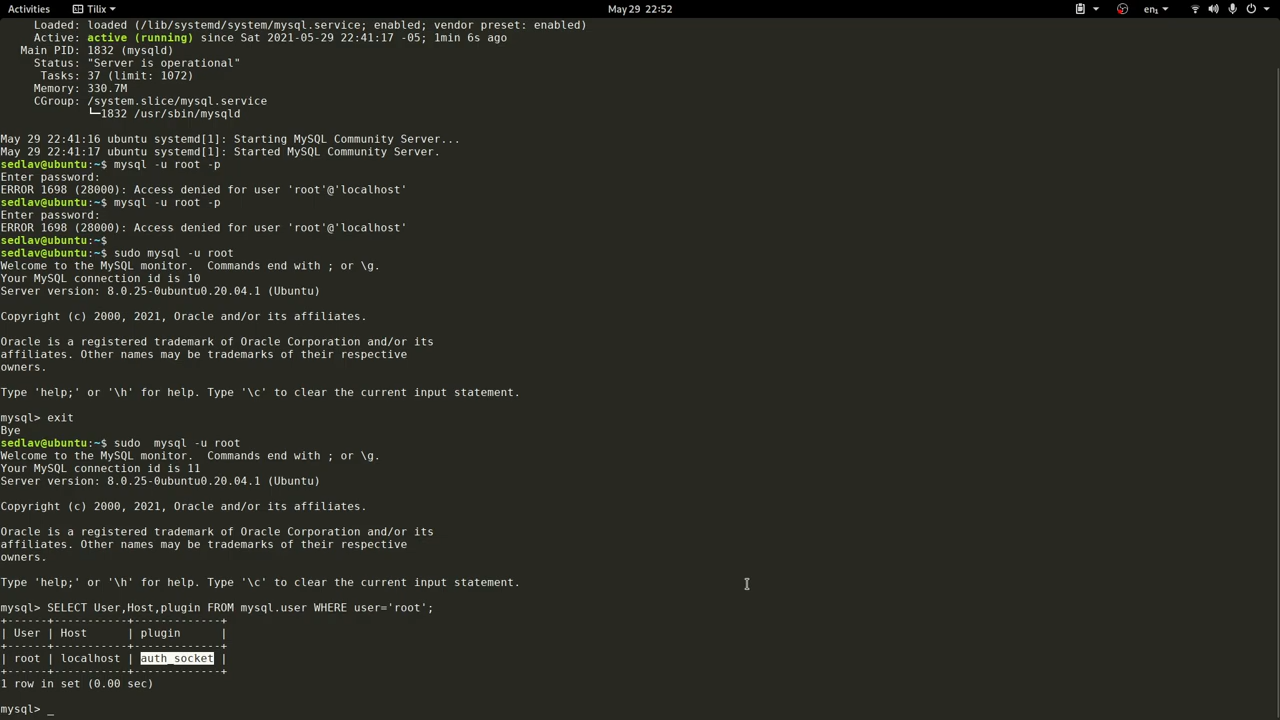 Activities Tilix May 29 22:52 en₁
Loaded: loaded (/lib/systemd/system/mysql.service; enabled; vendor preset: enabled)
Active: active (running) since Sat 2021-05-29 22:41:17 -05; 1min 6s ago
Main PID: 1832 (mysqld)
Status: "Server is operational"
Tasks: 37 (limit: 1072)
Memory: 330.7M
CGroup: /system.slice/mysql.service
└─1832 /usr/sbin/mysqld
May 29 22:41:16 ubuntu systemd[1]: Starting MySQL Community Server...
May 29 22:41:17 ubuntu systemd[1]: Started MySQL Community Server.
sedlav@ubuntu:~$ mysql -u root -p
Enter password:
ERROR 1698 (28000): Access denied for user 'root'@'localhost'
sedlav@ubuntu:~$ mysql -u root -p
Enter password:
ERROR 1698 (28000): Access denied for user 'root'@'localhost'
sedlav@ubuntu:~$
sedlav@ubuntu:~$ sudo mysql -u root
Welcome to the MySQL monitor.  Commands end with ; or \g.
Your MySQL connection id is 10
Server version: 8.0.25-0ubuntu0.20.04.1 (Ubuntu)
Copyright (c) 2000, 2021, Oracle and/or its affiliates.
Oracle is a registered trademark of Oracle Corporation and/or its
affiliates. Other names may be trademarks of their respective
owners.
Type 'help;' or '\h' for help. Type '\c' to clear the current input statement.
mysql> exit
Bye
sedlav@ubuntu:~$ sudo  mysql -u root
Welcome to the MySQL monitor.  Commands end with ; or \g.
Your MySQL connection id is 11
Server version: 8.0.25-0ubuntu0.20.04.1 (Ubuntu)
Copyright (c) 2000, 2021, Oracle and/or its affiliates.
Oracle is a registered trademark of Oracle Corporation and/or its
affiliates. Other names may be trademarks of their respective
owners.
Type 'help;' or '\h' for help. Type '\c' to clear the current input statement.
mysql> SELECT User,Host,plugin FROM mysql.user WHERE user='root';
+------+-----------+-------------+
| User | Host      | plugin      |
+------+-----------+-------------+
| root | localhost | auth_socket |
+------+-----------+-------------+
1 row in set (0.00 sec)
mysql> _